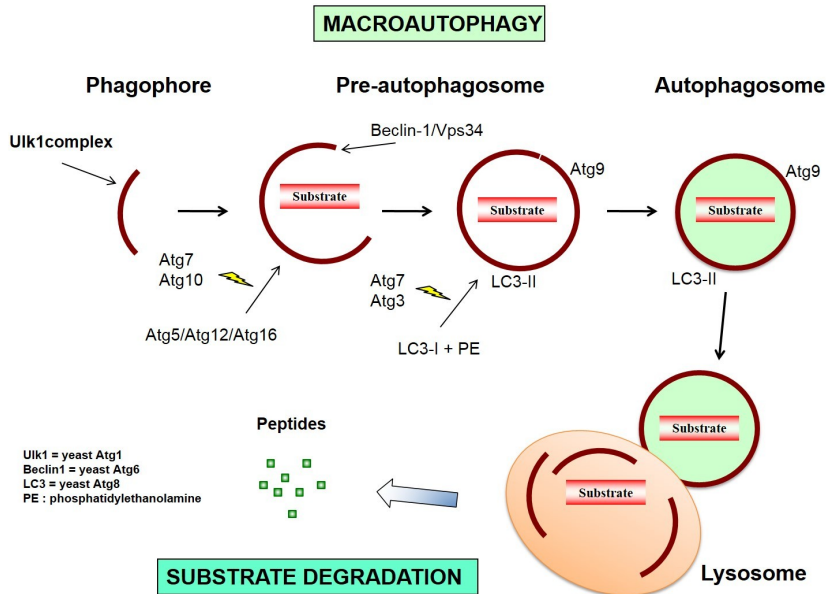 MACROAUTOPHAGY
Phagophore
Pre-autophagosome
Autophagosome
Ulk1complex
Beclin-1/Vps34
Atg9
Atg9
Substrate
Substrate
Substrate
Atg7
Atg10
Atg7
Atg3
LC3-II
LC3-II
Atg5/Atg12/Atg16
LC3-I + PE
Peptides
Substrate
Ulk1 = yeast Atg1
Beclin1 = yeast Atg6
LC3 = yeast Atg8
PE : phosphatidylethanolamine
Substrate
SUBSTRATE DEGRADATION
Lysosome